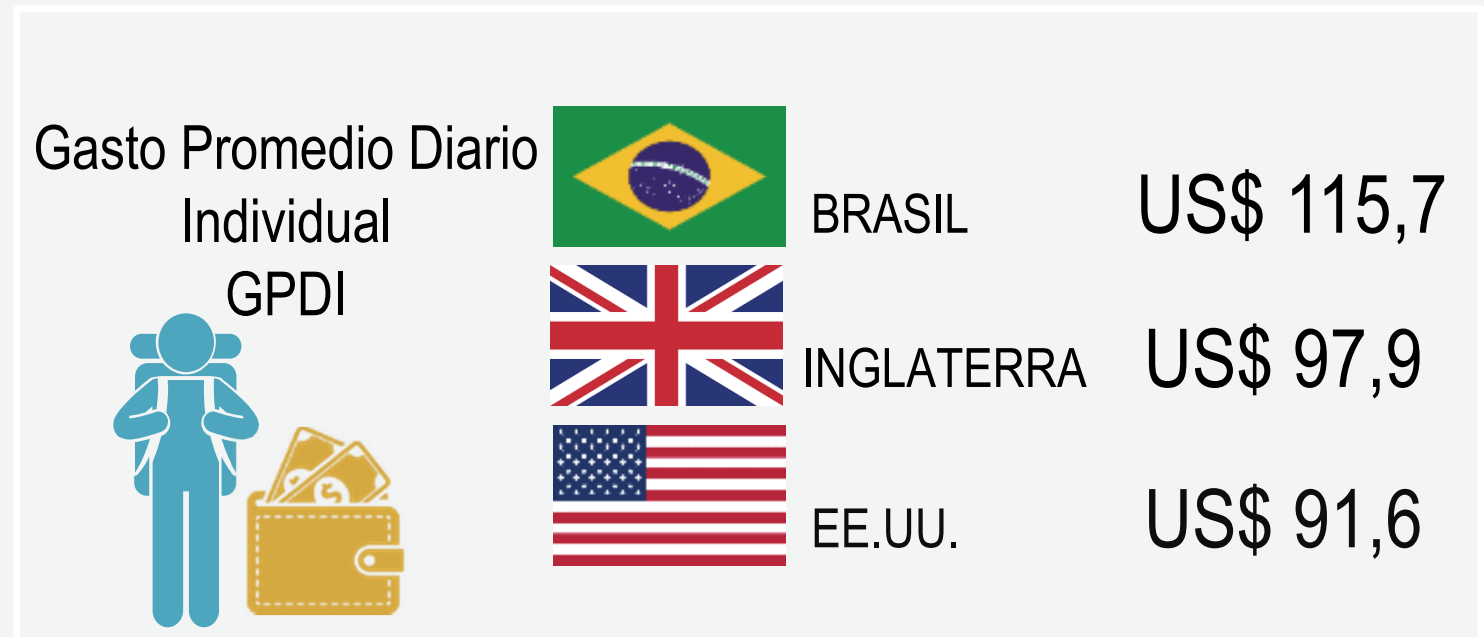 Gasto Promedio Diario
Individual
GPDI
BRASIL US$ 115,7
INGLATERRA US$ 97,9
EE.UU. US$ 91,6